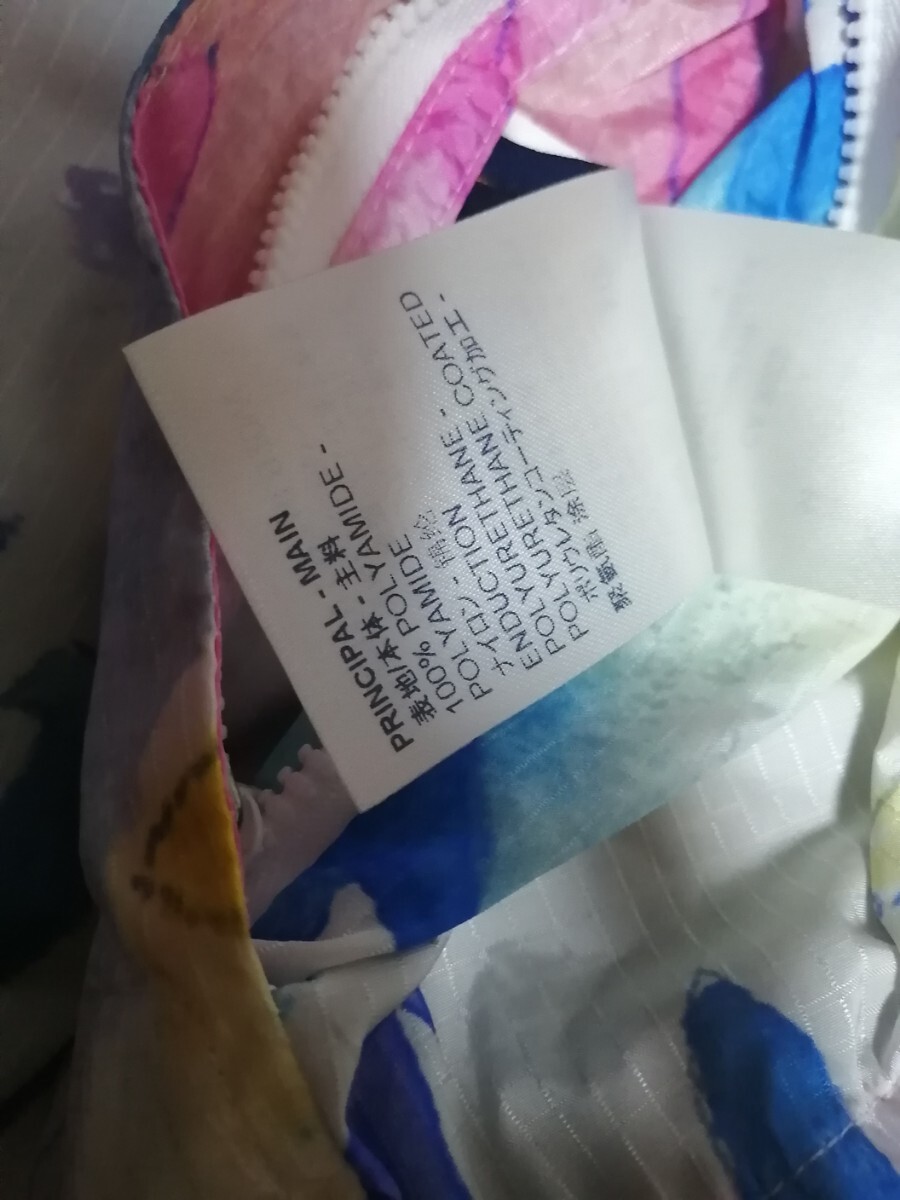 PRINCIPAL - MAIN
表地/本体 - 主料
100% POLYAMIDE -
POLYAMIDE
ナイロン - 锦纶
ENDUCTION
POLYURETHANE - COATED
POLYURETHANE
ポリウレタンコーティング加工 -
聚氨酯 涂层